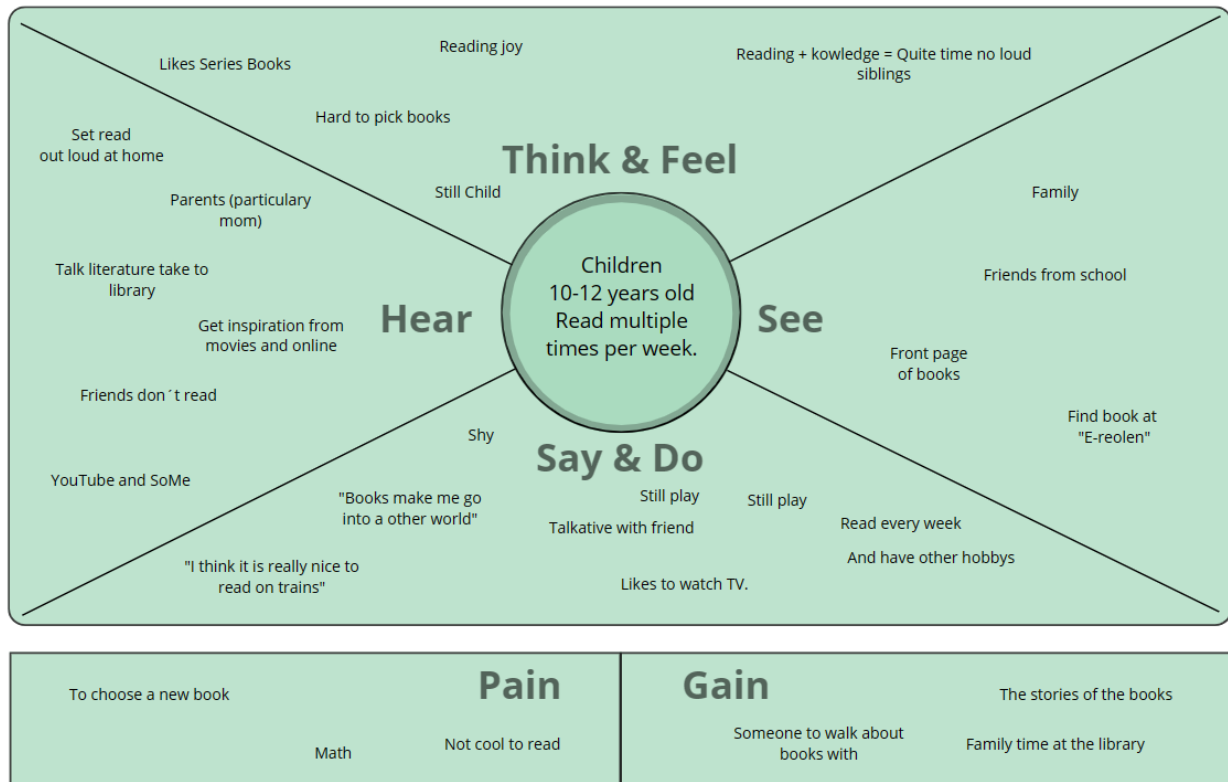 Reading joy
Reading + kowledge = Quite time no loud
siblings
Likes Series Books
Hard to pick books
Think & Feel
Still Child
Set read
out loud at home
Parents (particulary
mom)
Talk literature take to
library
Get inspiration from
movies and online
Hear
Friends don´t read
YouTube and SoMe
Children
10-12 years old
Read multiple
times per week.
See
Family
Friends from school
Front page
of books
Find book at
"E-reolen"
Say & Do
Shy
"Books make me go
into a other world"
"I think it is really nice to
read on trains"
Still play
Still play
Talkative with friend
Read every week
And have other hobbys
Likes to watch TV.
Pain
To choose a new book
Math
Not cool to read
Gain
The stories of the books
Someone to walk about
books with
Family time at the library